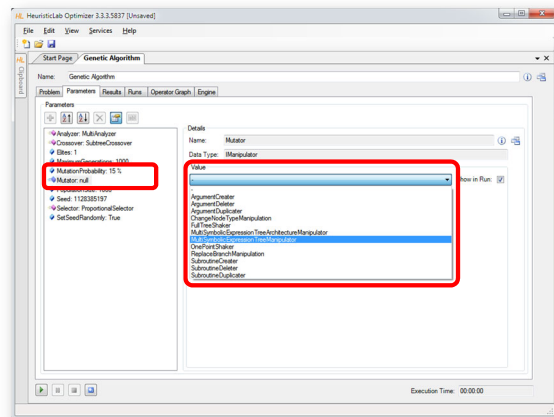 HeuristicLab Optimizer 3.3.3.5837 [Unsaved]
File Edit View Services Help
Start Page Genetic Algorithm
Clipboard
Name: Genetic Algorithm
Problem Parameters Results Runs Operator Graph Engine
Parameters
Analyzer: MultiAnalyzer
Crossover: SubtreeCrossover
Elites: 1
MaximumGenerations: 1000
MutationProbability: 15 %
Mutator: null
PopulationSize: 1000
Seed: 1128385197
Selector: ProportionalSelector
SetSeedRandomly: True
Details
Name: Mutator
Data Type: IManipulator
Value
Show in Run:
-
ArgumentCreater
ArgumentDeleter
ArgumentDuplicater
ChangeNodeTypeManipulation
FullTreeShaker
MultiSymbolicExpressionTreeArchitectureManipulator
MultiSymbolicExpressionTreeManipulator
OnePointShaker
ReplaceBranchManipulation
SubroutineCreater
SubroutineDeleter
SubroutineDuplicater
Execution Time: 00:00:00